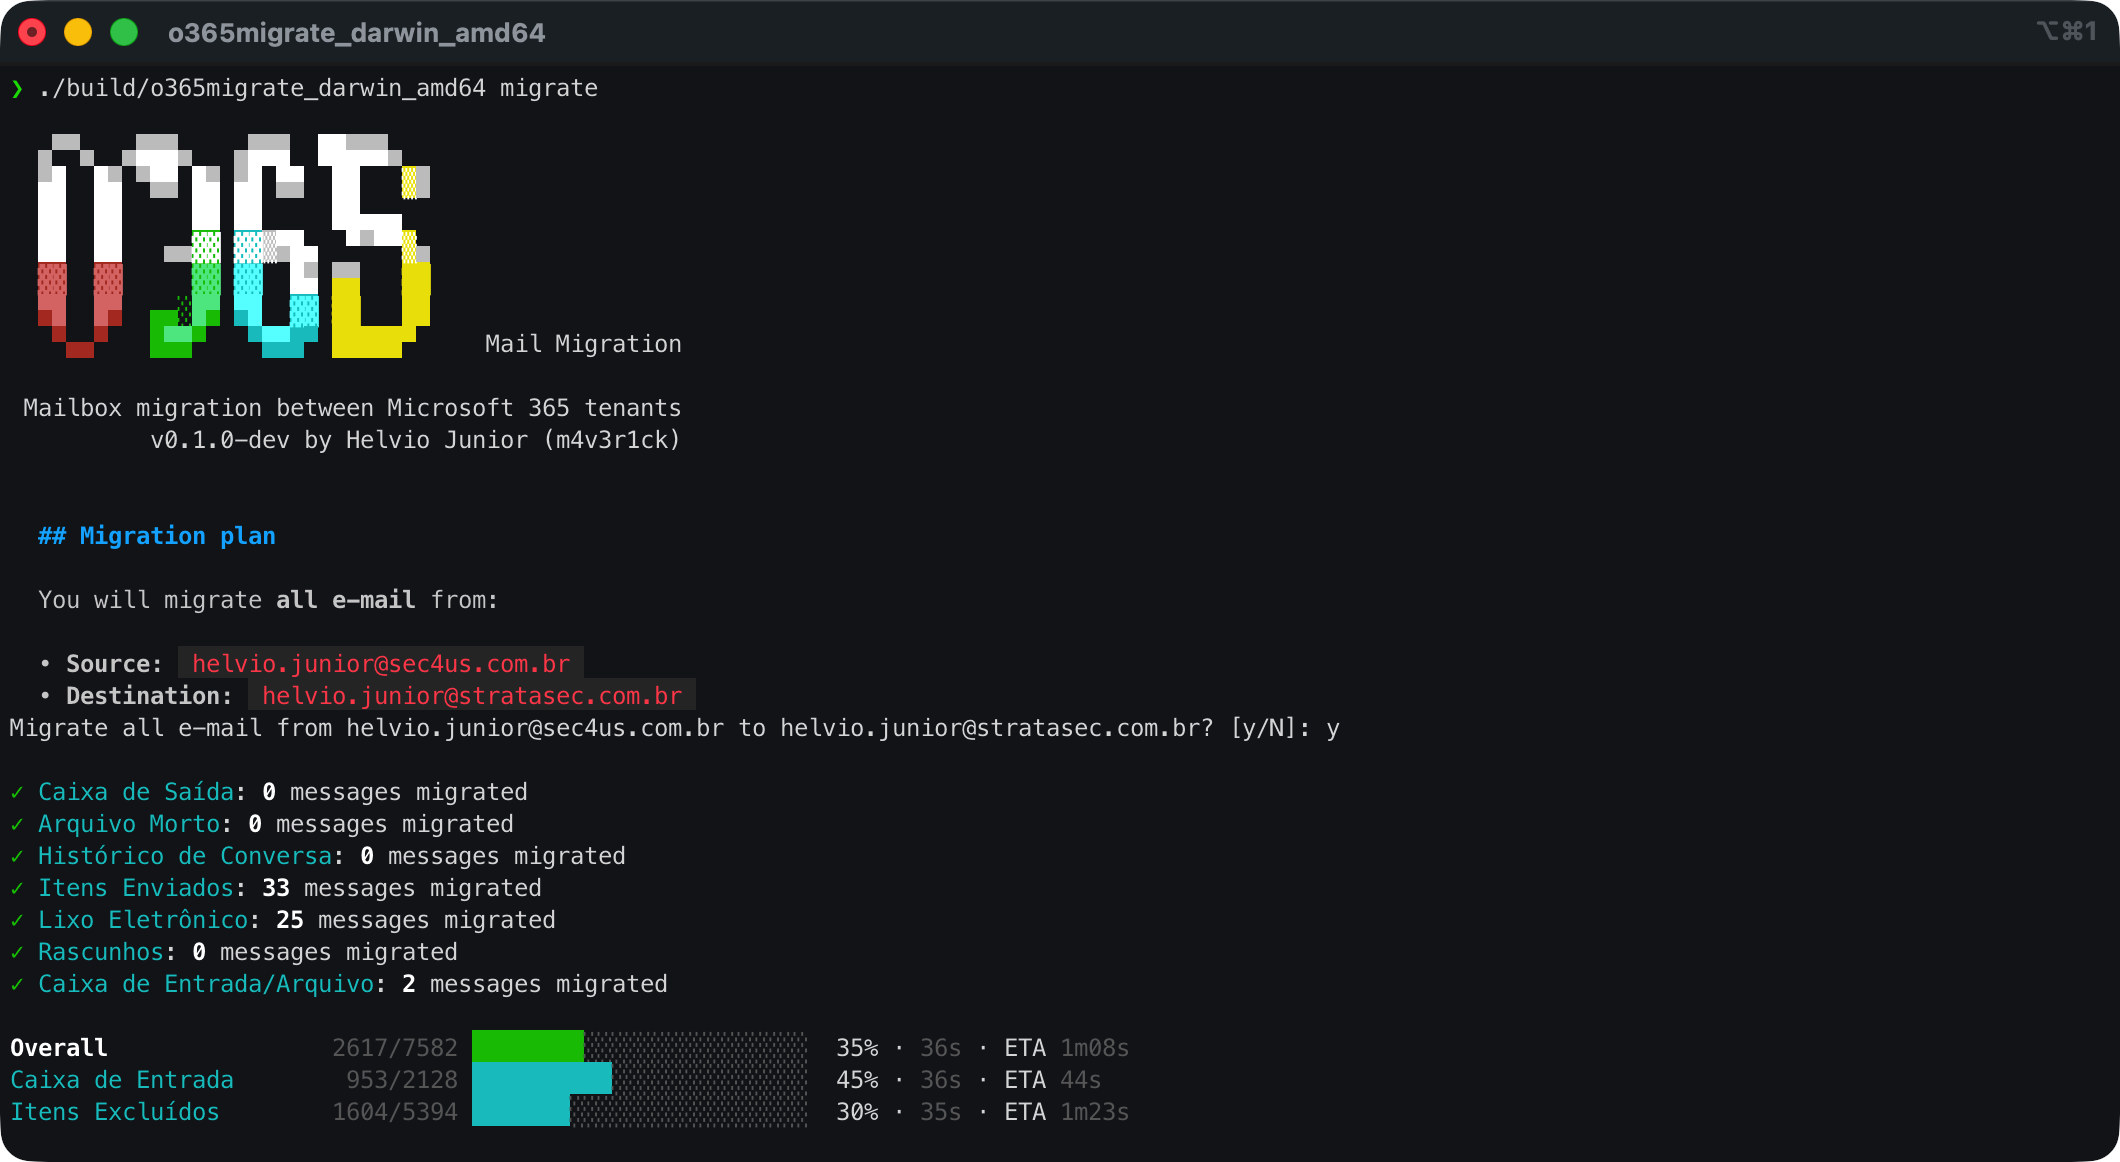 o365migrate_darwin_amd64
⌥⌘1
❯ ./build/o365migrate_darwin_amd64 migrate
O365
Mail Migration
Mailbox migration between Microsoft 365 tenants
v0.1.0-dev by Helvio Junior (m4v3r1ck)
## Migration plan
You will migrate all e-mail from:
• Source: helvio.junior@sec4us.com.br
• Destination: helvio.junior@stratasec.com.br
Migrate all e-mail from helvio.junior@sec4us.com.br to helvio.junior@stratasec.com.br? [y/N]: y
✓ Caixa de Saída: 0 messages migrated
✓ Arquivo Morto: 0 messages migrated
✓ Histórico de Conversa: 0 messages migrated
✓ Itens Enviados: 33 messages migrated
✓ Lixo Eletrônico: 25 messages migrated
✓ Rascunhos: 0 messages migrated
✓ Caixa de Entrada/Arquivo: 2 messages migrated
Overall 2617/7582 35% · 36s · ETA 1m08s
Caixa de Entrada 953/2128 45% · 36s · ETA 44s
Itens Excluídos 1604/5394 30% · 35s · ETA 1m23s